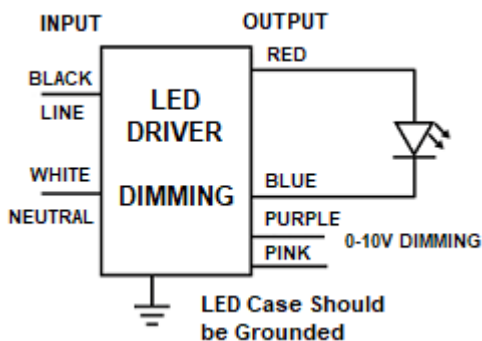 INPUT
OUTPUT
BLACK
LINE
WHITE
NEUTRAL
LED
DRIVER
DIMMING
RED
BLUE
PURPLE
PINK
0-10V DIMMING
LED Case Should
be Grounded